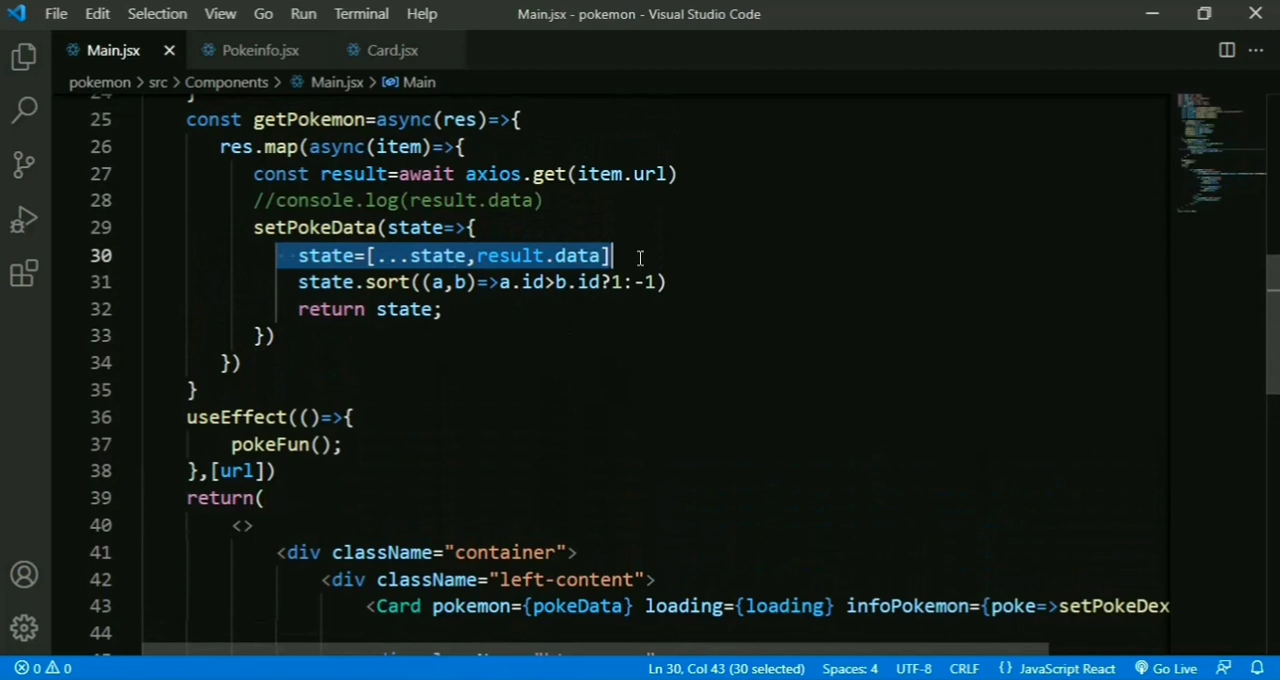 File Edit Selection View Go Run Terminal Help Main.jsx - pokemon - Visual Studio Code
Main.jsx Pokeinfo.jsx Card.jsx
pokemon > src > Components > Main.jsx > Main
24 }
25 const getPokemon=async(res)=>{
26 res.map(async(item)=>{
27 const result=await axios.get(item.url)
28 //console.log(result.data)
29 setPokeData(state=>{
30 state=[...state,result.data]
31 state.sort((a,b)=>a.id>b.id?1:-1)
32 return state;
33 })
34 })
35 }
36 useEffect(()=>{
37 pokeFun();
38 },[url])
39 return(
40 <>
41 <div className="container">
42 <div className="left-content">
43 <Card pokemon={pokeData} loading={loading} infoPokemon={poke=>setPokeDex
44
0 0 Ln 30, Col 43 (30 selected) Spaces: 4 UTF-8 CRLF {} JavaScript React Go Live